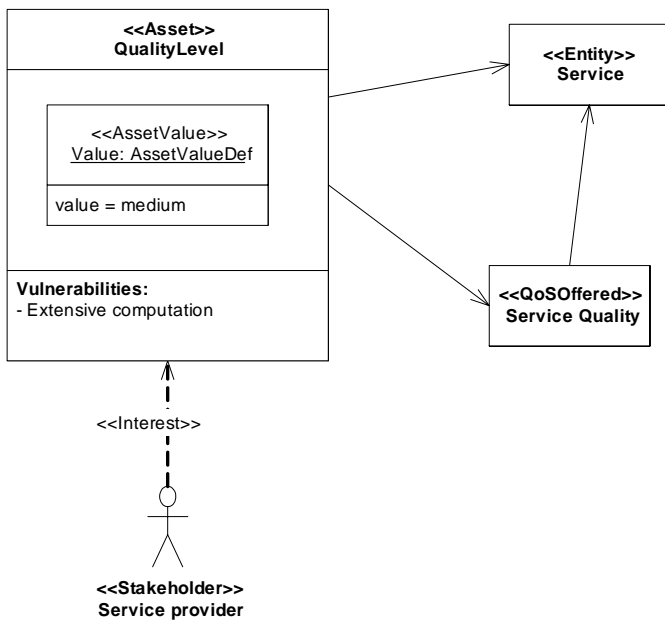 <<Asset>>
QualityLevel
<<AssetValue>>
Value: AssetValueDef
value = medium
Vulnerabilities:
- Extensive computation
<<Entity>>
Service
<<QoSOffered>>
Service Quality
<<Interest>>
<<Stakeholder>>
Service provider